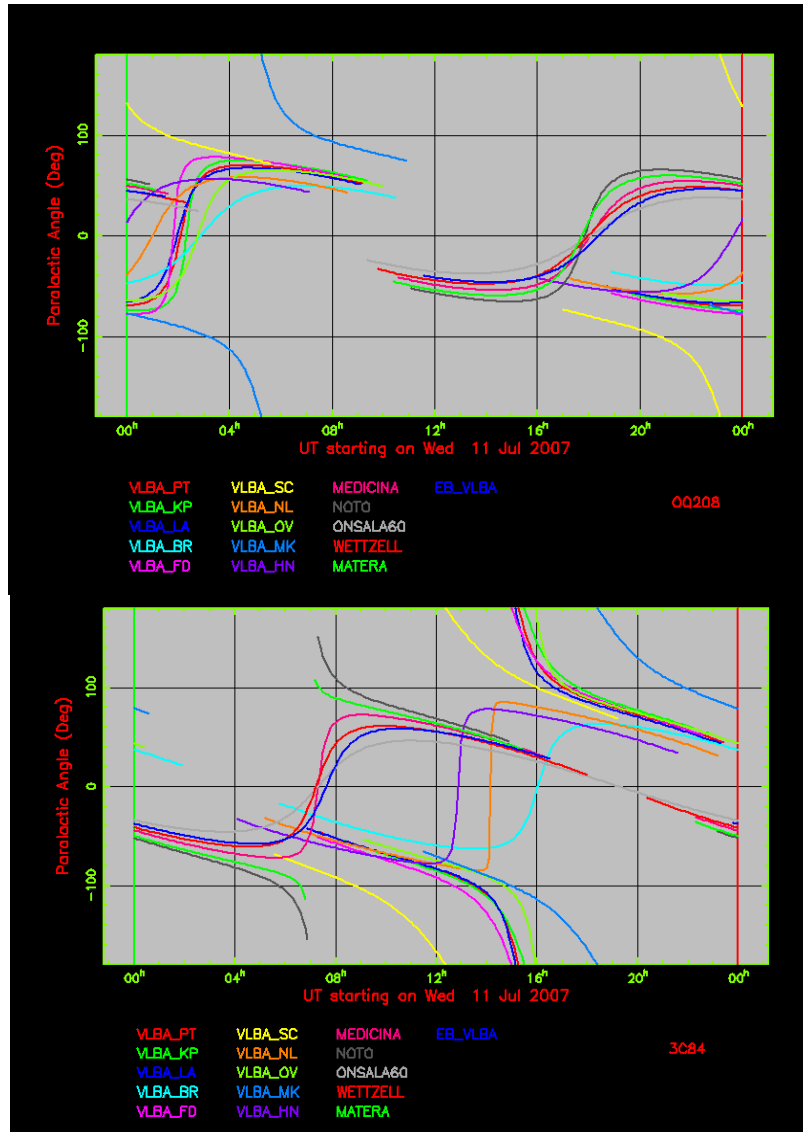 100
0
-100
Paralactic Angle (Deg)
00h 04h 08h 12h 16h 20h 00h
UT starting on Wed 11 Jul 2007
VLBA_PT VLBA_SC MEDICINA EB_VLBA
VLBA_KP VLBA_NL NOTO OQ208
VLBA_LA VLBA_OV ONSALA60
VLBA_BR VLBA_MK WETTZELL
VLBA_FD VLBA_HN MATERA
100
0
-100
Paralactic Angle (Deg)
00h 04h 08h 12h 16h 20h 00h
UT starting on Wed 11 Jul 2007
VLBA_PT VLBA_SC MEDICINA EB_VLBA
VLBA_KP VLBA_NL NOTO 3C84
VLBA_LA VLBA_OV ONSALA60
VLBA_BR VLBA_MK WETTZELL
VLBA_FD VLBA_HN MATERA